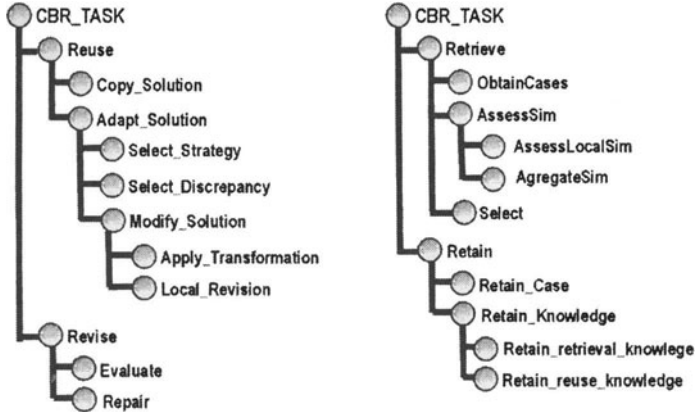 CBR_TASK
Reuse
Copy_Solution
Adapt_Solution
Select_Strategy
Select_Discrepancy
Modify_Solution
Apply_Transformation
Local_Revision
Revise
Evaluate
Repair
CBR_TASK
Retrieve
ObtainCases
AssessSim
AssessLocalSim
AgregateSim
Select
Retain
Retain_Case
Retain_Knowledge
Retain_retrieval_knowlege
Retain_reuse_knowledge